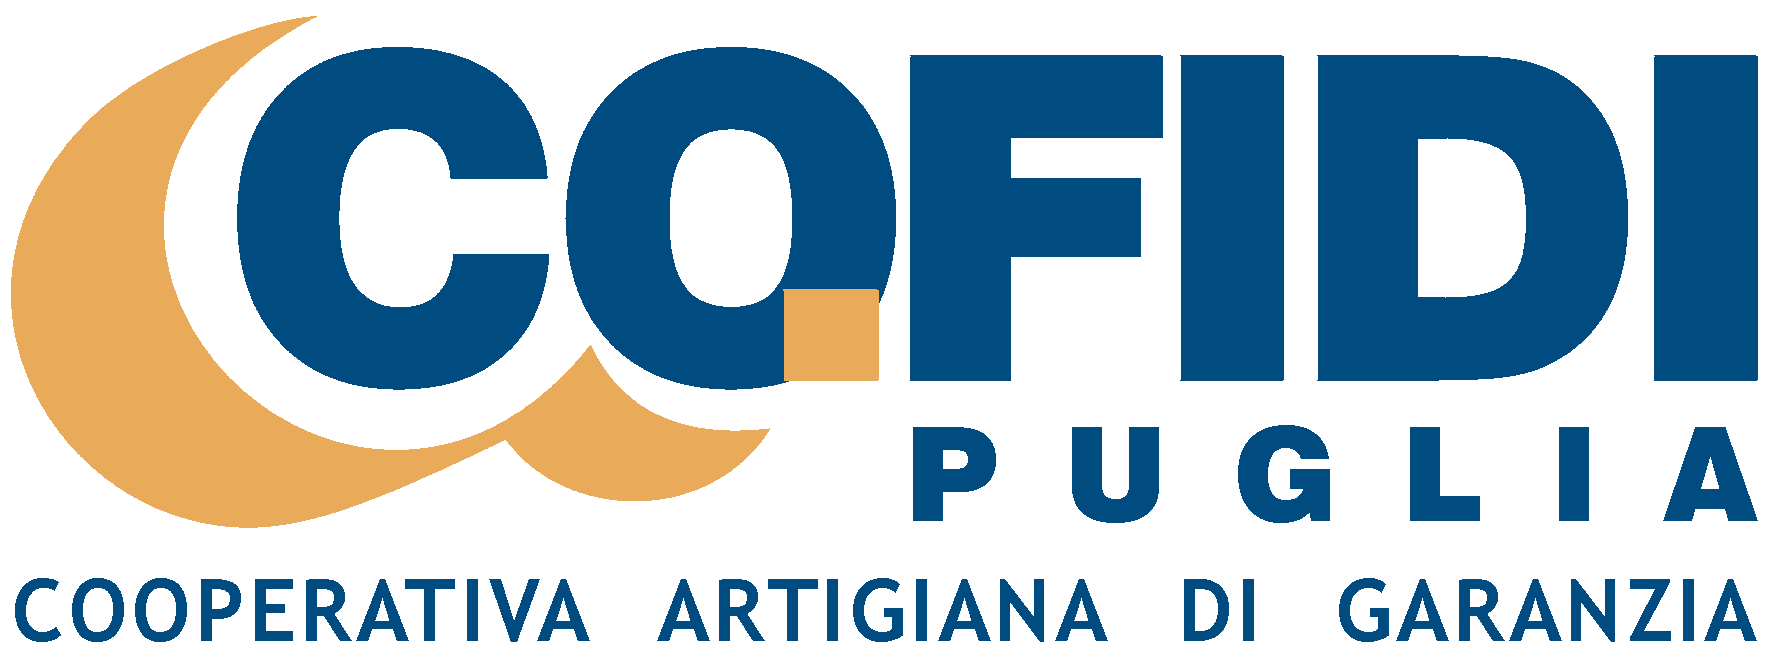 CO.FIDI
PUGLIA
COOPERATIVA ARTIGIANA DI GARANZIA